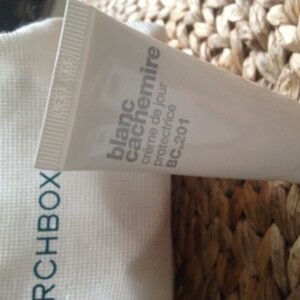 blanc
cachemire
crème de jour
protectrice
BC.201
RCHBOX